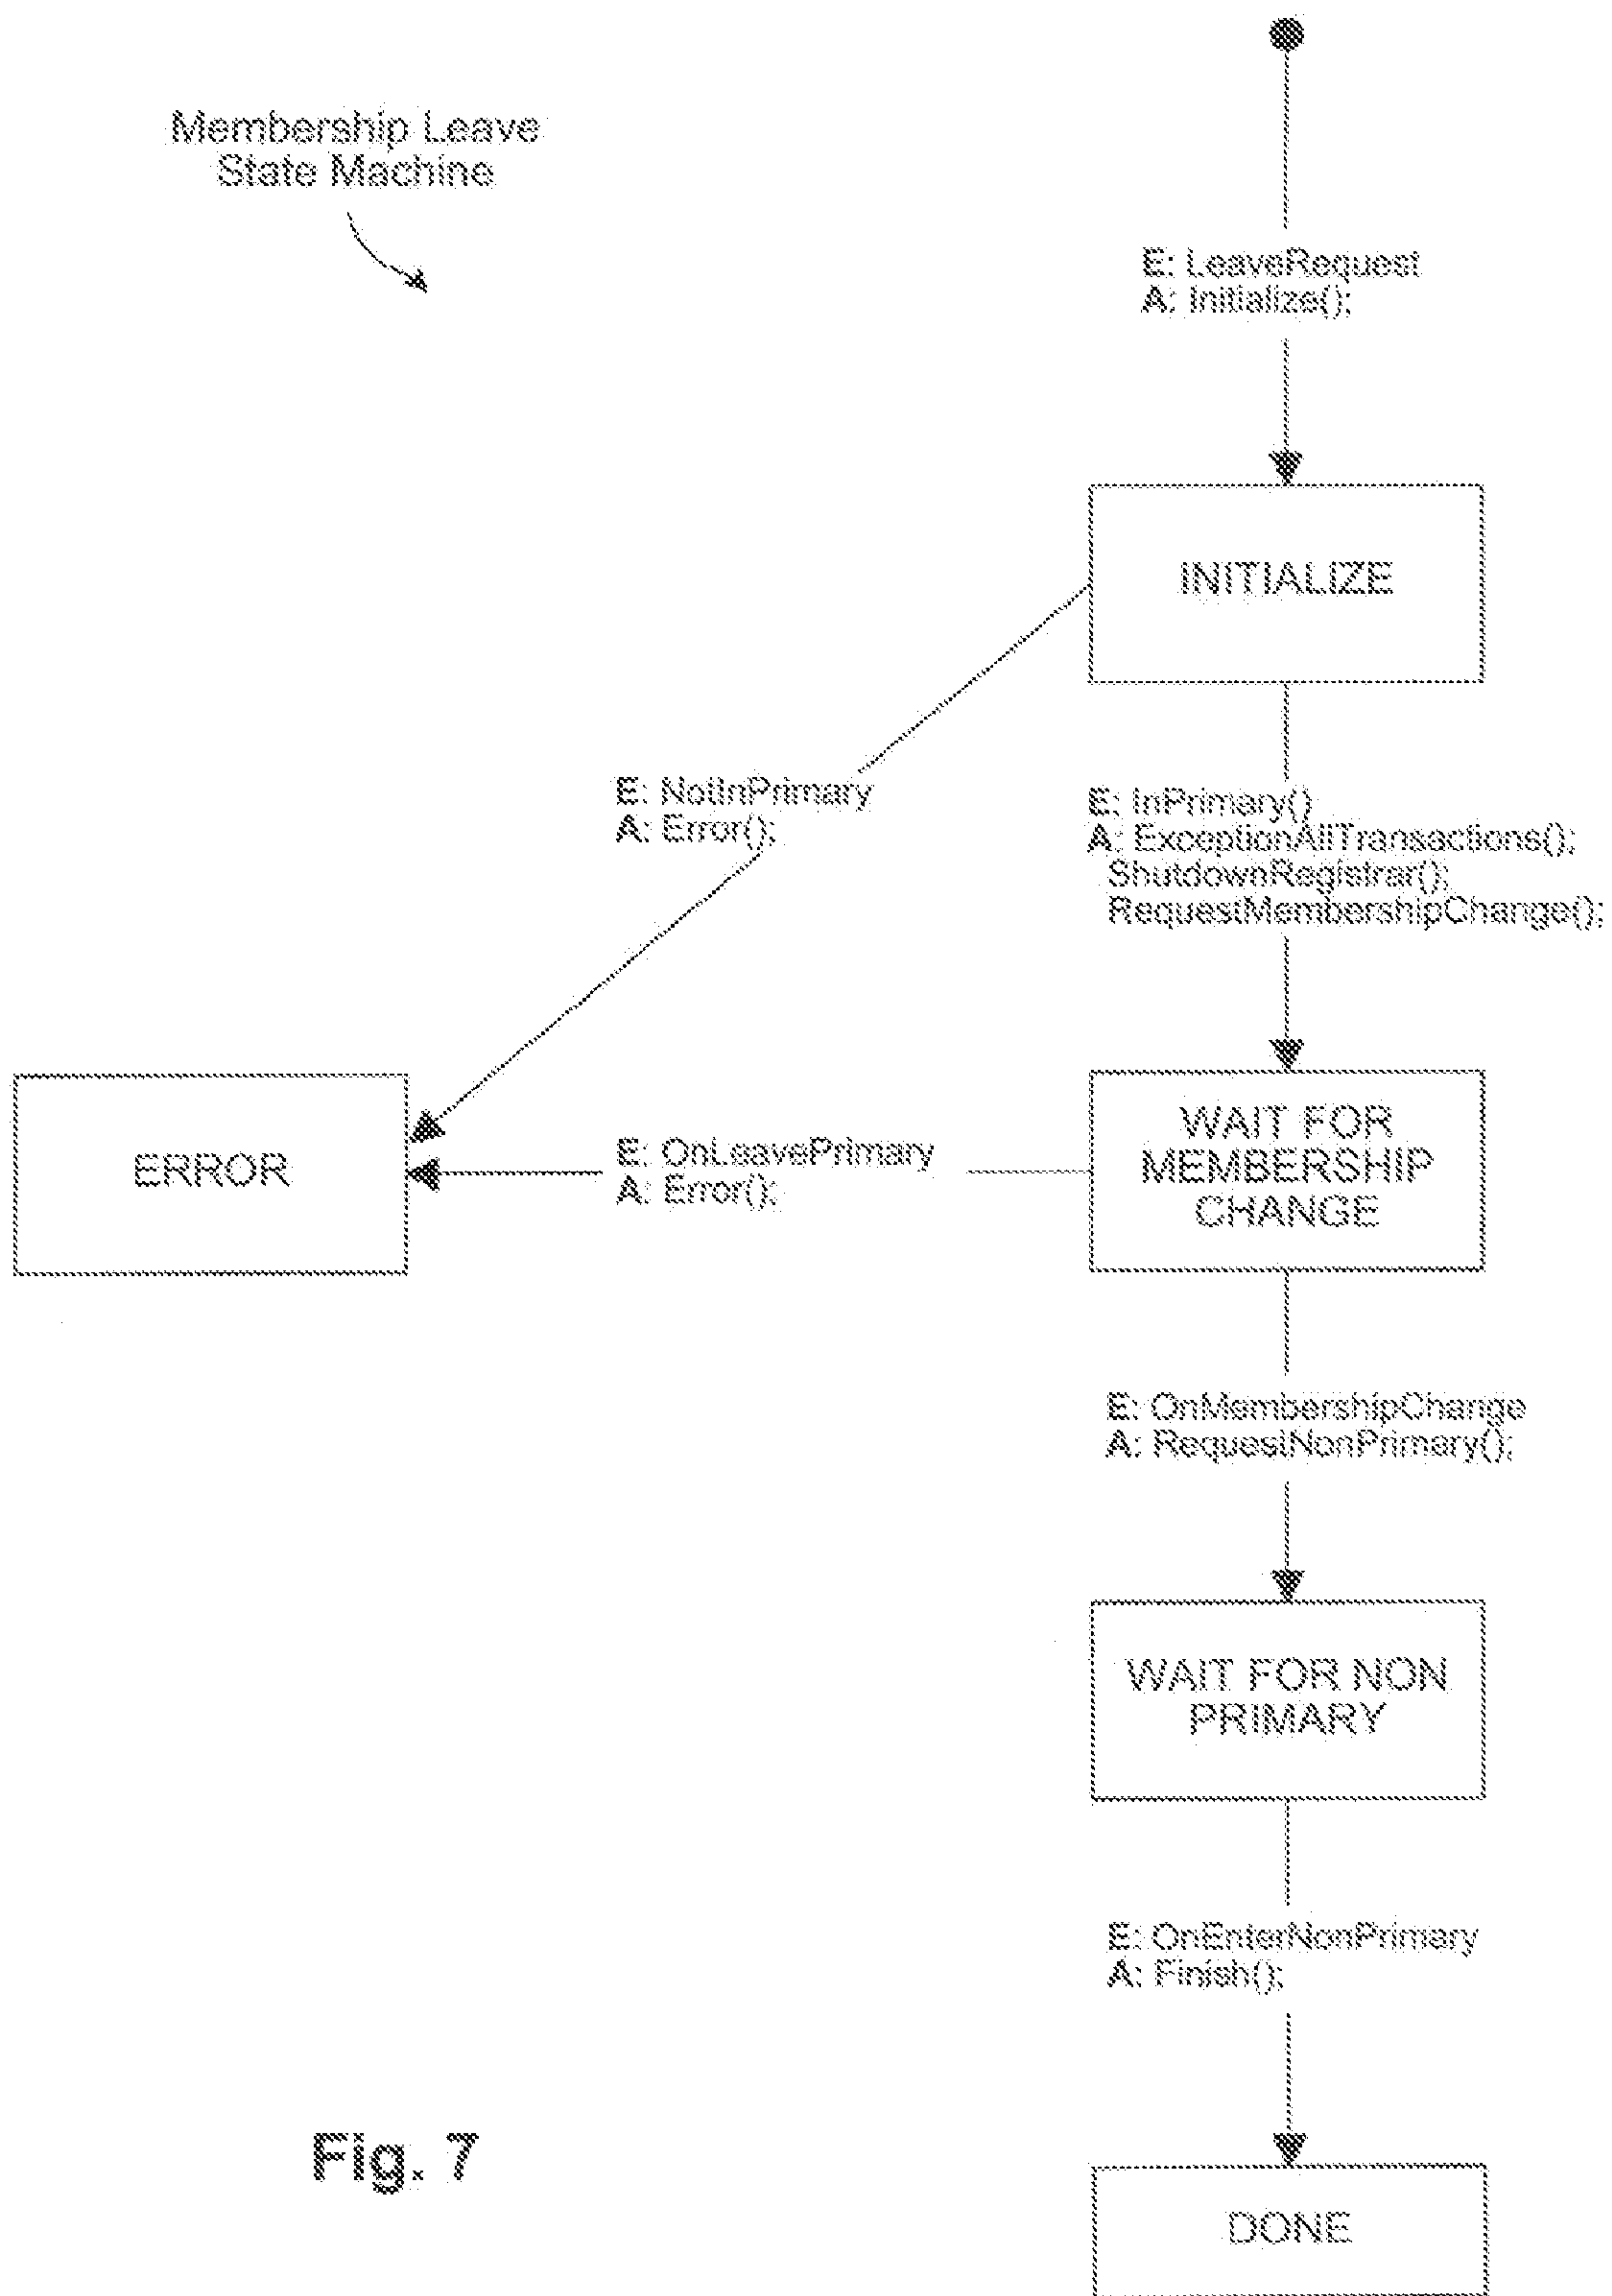 Membership Leave
State Machine
E: LeaveRequest
A: Initialize();
INITIALIZE
E: NotInPrimary
A: Error();
E: InPrimary()
A: ExceptionAllTransactions();
ShutdownRegistrar();
RequestMembershipChange();
ERROR
E: OnLeavePrimary
A: Error();
WAIT FOR
MEMBERSHIP
CHANGE
E: OnMembershipChange
A: RequestNonPrimary();
WAIT FOR NON
PRIMARY
E: OnEnterNonPrimary
A: Finish();
Fig. 7
DONE